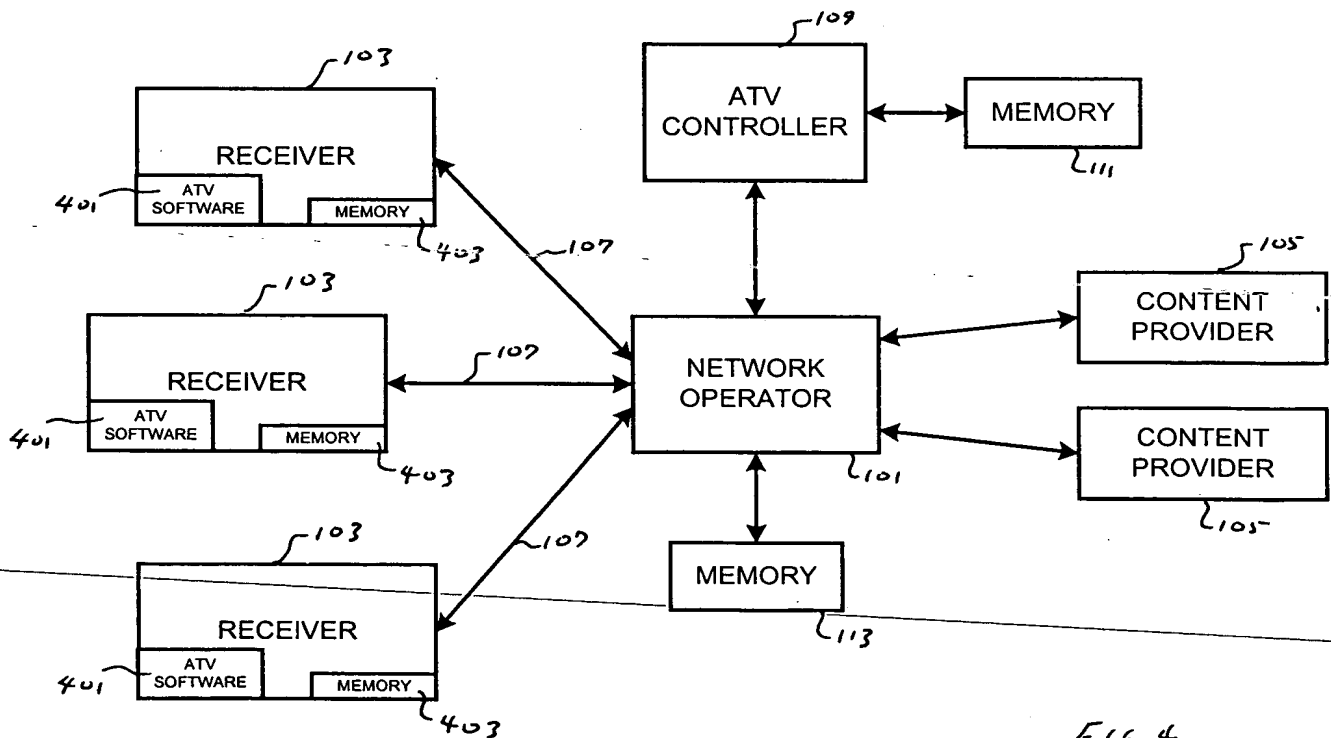 109
103
ATV
CONTROLLER
MEMORY
111
RECEIVER
ATV
SOFTWARE
MEMORY
401
403
107
103
105
CONTENT
PROVIDER
RECEIVER
ATV
SOFTWARE
MEMORY
401
403
107
NETWORK
OPERATOR
101
CONTENT
PROVIDER
105
103
107
MEMORY
113
RECEIVER
ATV
SOFTWARE
MEMORY
401
403